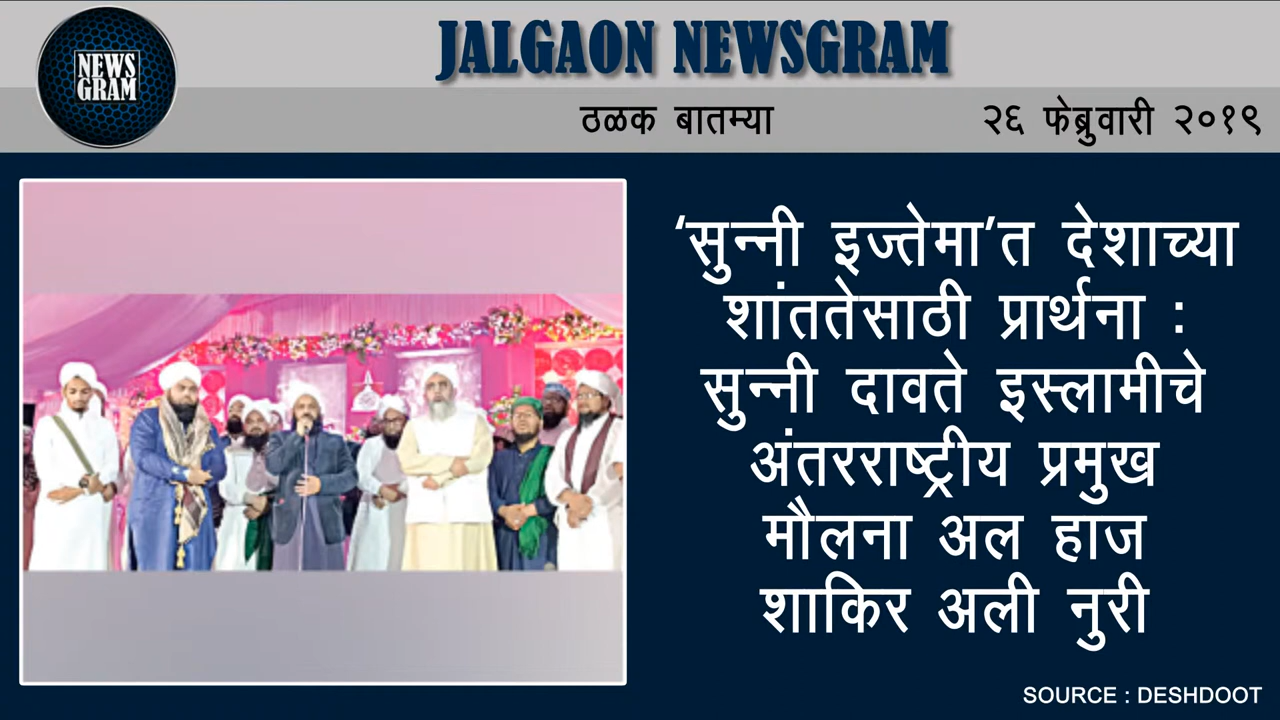 NEWS
GRAM
JALGAON NEWSGRAM
ठळक बातम्या
२६ फेब्रुवारी २०१९
‘सुन्नी इज्तेमा’त देशाच्या
शांततेसाठी प्रार्थना :
सुन्नी दावते इस्लामीचे
अंतरराष्ट्रीय प्रमुख
मौलना अल हाज
शाकिर अली नुरी
SOURCE : DESHDOOT